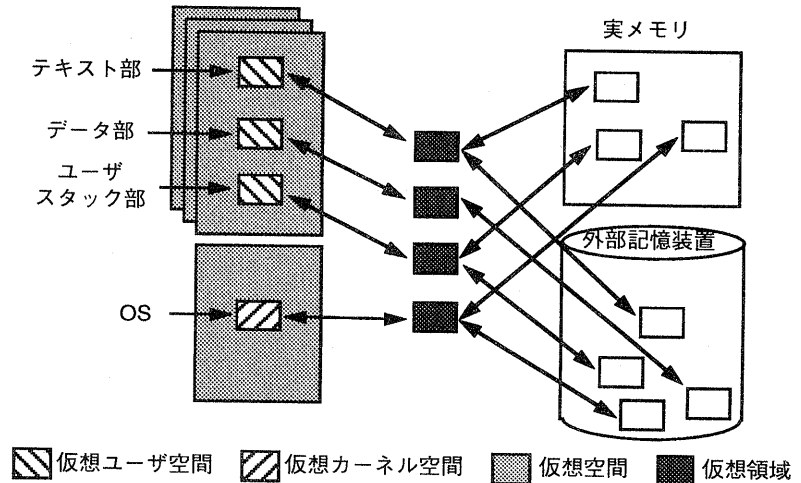 実メモリ
テキスト部
データ部
ユーザ
スタック部
外部記憶装置
OS
仮想ユーザ空間
仮想カーネル空間
仮想空間
仮想領域